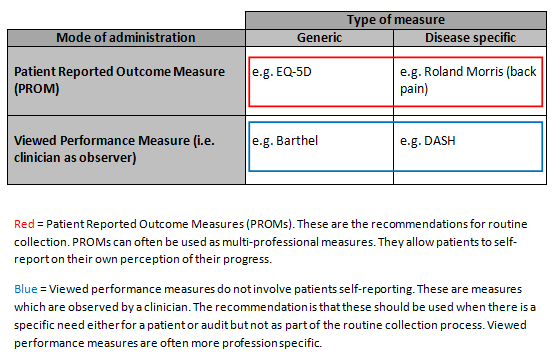 Type of measure
Mode of administration Generic Disease specific
Patient Reported Outcome Measure
(PROM)
e.g. EQ-5D
e.g. Roland Morris (back
pain)
Viewed Performance Measure (i.e.
clinician as observer)
e.g. Barthel
e.g. DASH
Red = Patient Reported Outcome Measures (PROMs). These are the recommendations for routine
collection. PROMs can often be used as multi-professional measures. They allow patients to self-
report on their own perception of their progress.
Blue = Viewed performance measures do not involve patients self-reporting. These are measures
which are observed by a clinician. The recommendation is that these should be used when there is a
specific need either for a patient or audit but not as part of the routine collection process. Viewed
performance measures are often more profession specific.